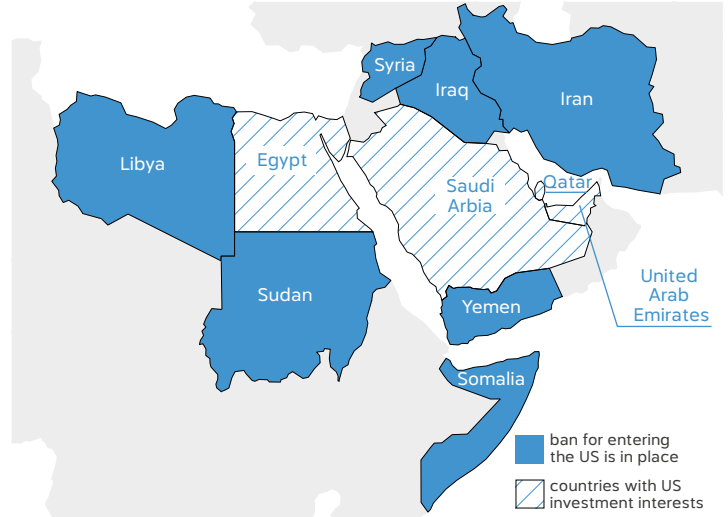 Syria
Iraq
Iran
Libya
Egypt
Saudi
Arbia
Qatar
Sudan
Yemen
United
Arab
Emirates
Somalia
ban for entering
the US is in place
countries with US
investment interests